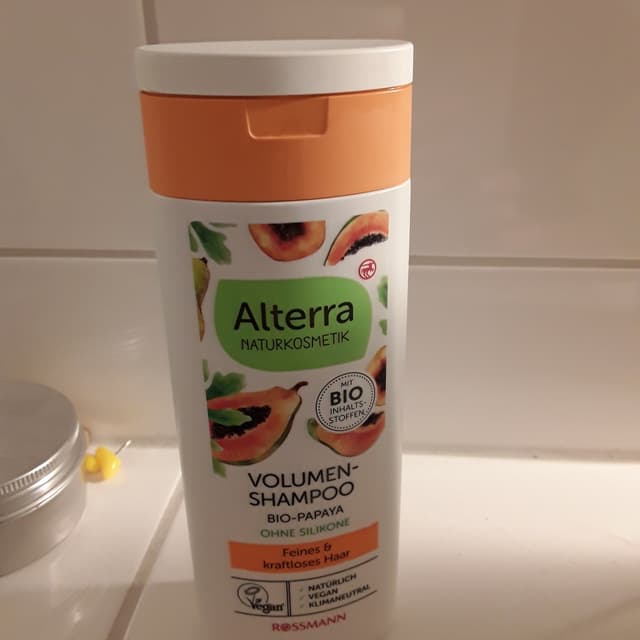 Alterra
NATURKOSMETIK
MIT
BIO
INHALTS-
STOFFEN
VOLUMEN-
SHAMPOO
BIO-PAPAYA
OHNE SILIKONE
Feines &
kraftloses Haar
Vegan
✓ NATÜRLICH
✓ VEGAN
✓ KLIMANEUTRAL
ROSSMANN